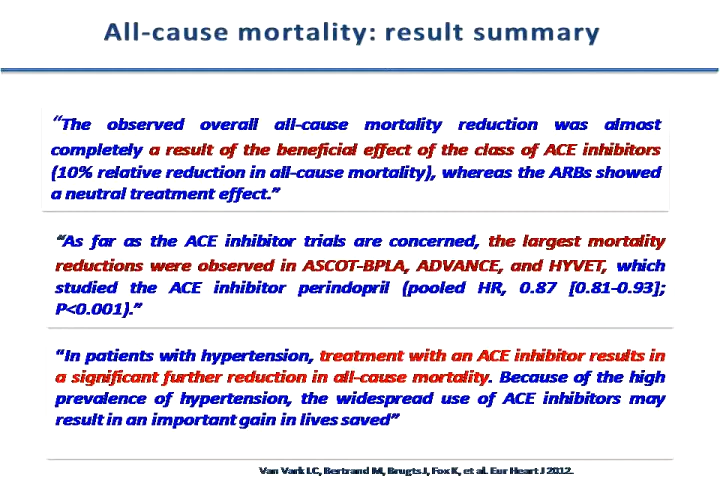 All-cause mortality: result summary
“The observed overall all-cause mortality reduction was almost
completely a result of the beneficial effect of the class of ACE inhibitors
(10% relative reduction in all-cause mortality), whereas the ARBs showed
a neutral treatment effect.”
“As far as the ACE inhibitor trials are concerned, the largest mortality
reductions were observed in ASCOT-BPLA, ADVANCE, and HYVET, which
studied the ACE inhibitor perindopril (pooled HR, 0.87 [0.81-0.93];
P<0.001).”
“In patients with hypertension, treatment with an ACE inhibitor results in
a significant further reduction in all-cause mortality. Because of the high
prevalence of hypertension, the widespread use of ACE inhibitors may
result in an important gain in lives saved”
Van Vark LC, Bertrand M, Brugts J, Fox K, et al. Eur Heart J 2012.